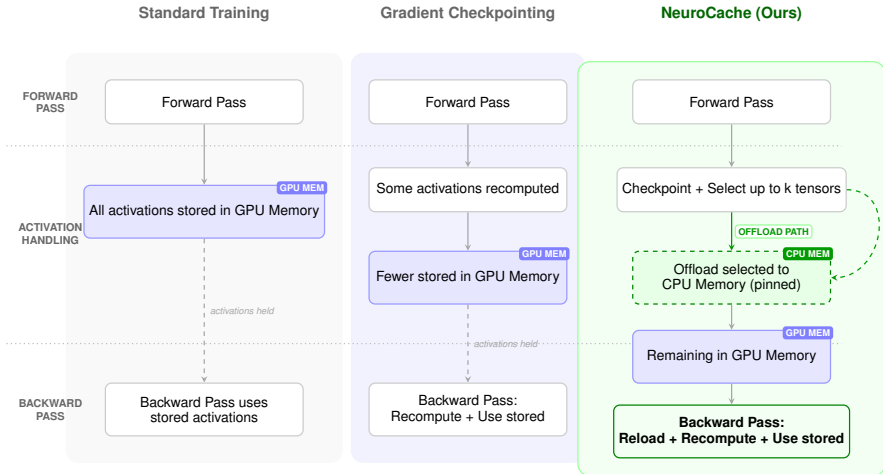 Standard Training
Gradient Checkpointing
NeuroCache (Ours)
FORWARD
PASS
Forward Pass
Forward Pass
Forward Pass
ACTIVATION
HANDLING
GPU MEM
All activations stored in GPU Memory
activations held
Some activations recomputed
GPU MEM
Fewer stored in GPU Memory
activations held
Checkpoint + Select up to k tensors
OFFLOAD PATH
CPU MEM
Offload selected to
CPU Memory (pinned)
GPU MEM
Remaining in GPU Memory
BACKWARD
PASS
Backward Pass uses
stored activations
Backward Pass:
Recompute + Use stored
Backward Pass:
Reload + Recompute + Use stored